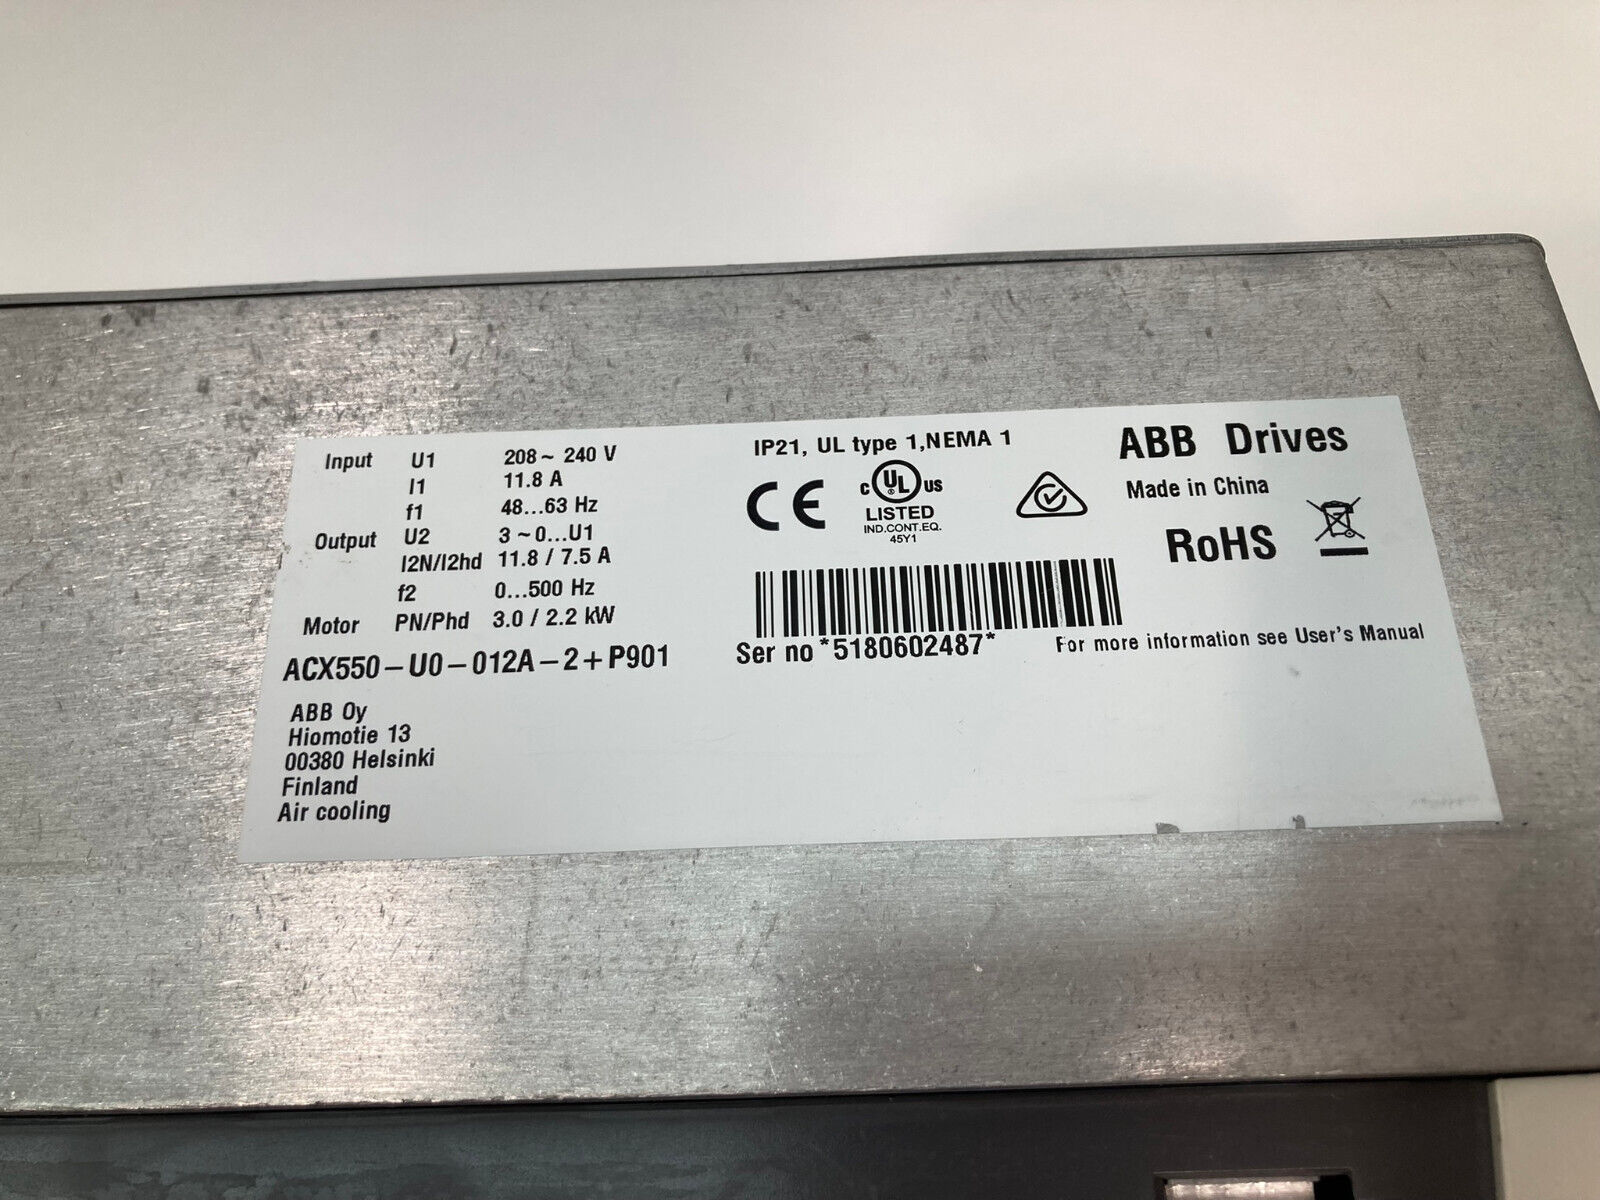 Input U1 208~ 240 V
I1 11.8 A
f1 48...63 Hz
Output U2 3~0...U1
I2N/I2hd 11.8 / 7.5 A
f2 0...500 Hz
Motor PN/Phd 3.0 / 2.2 kW
ACX550-U0-012A-2+P901
ABB Oy
Hiomotie 13
00380 Helsinki
Finland
Air cooling
IP21, UL type 1,NEMA 1
CE
c UL ® US
LISTED
IND.CONT.EQ.
45Y1
Ser no *5180602487*
ABB Drives
Made in China
RoHS
For more information see User's Manual